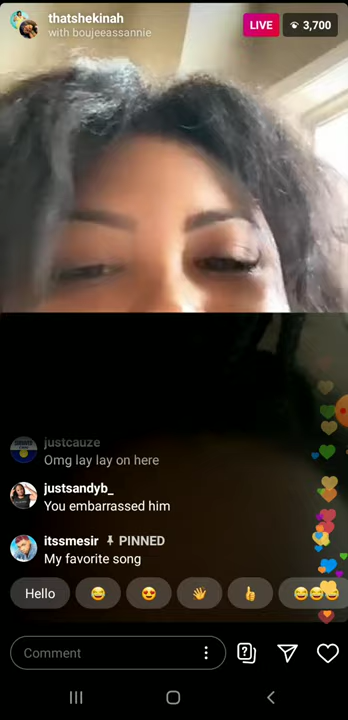 thatshekinah
with boujeeassannie
LIVE
3,700
justcauze
Omg lay lay on here
justsandyb_
You embarrassed him
itssmesir PINNED
My favorite song
Hello
Comment